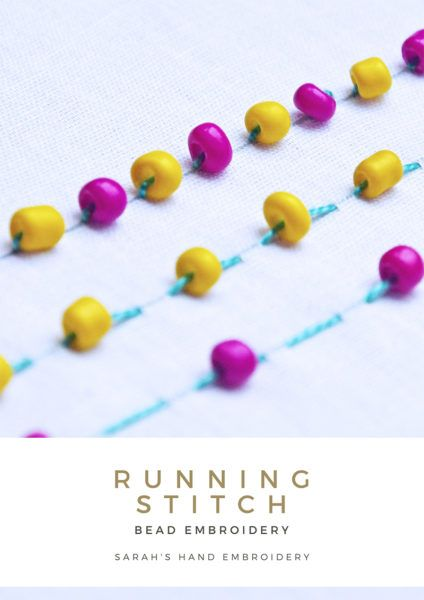 RUNNING
STITCH
BEAD EMBROIDERY
SARAH'S HAND EMBROIDERY